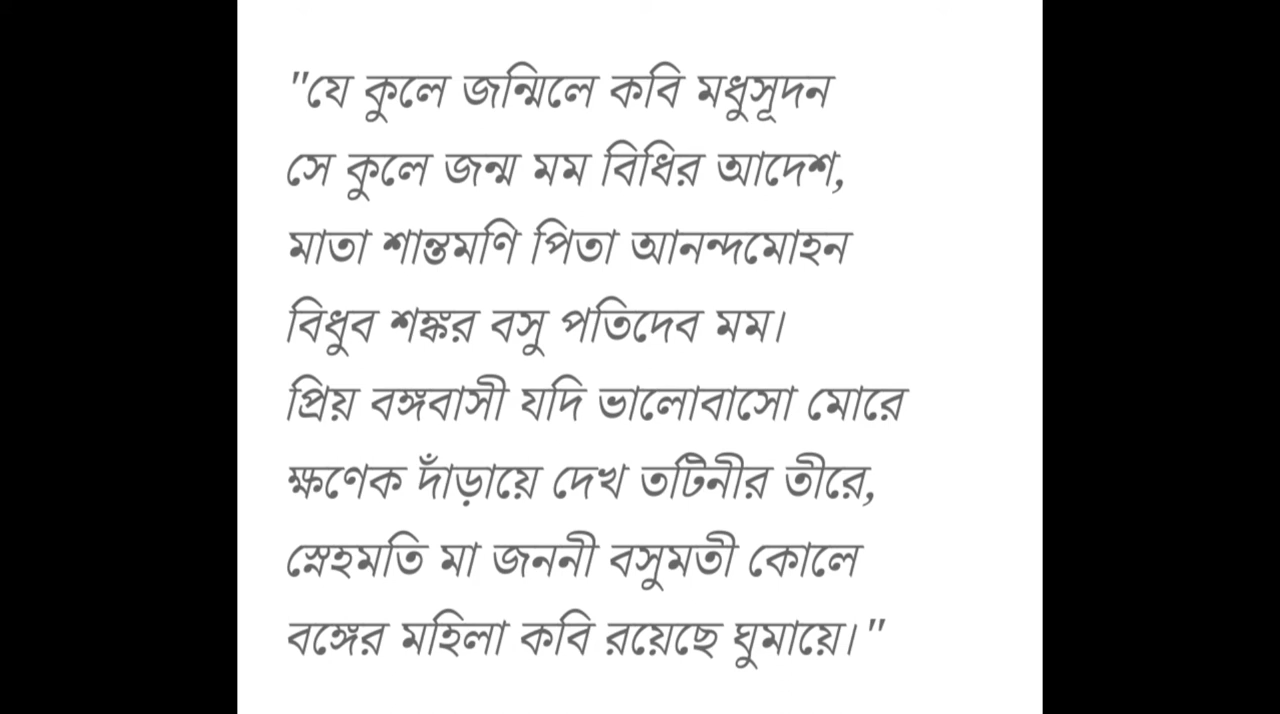 "যে কুলে জন্মিলে কবি মধুসূদন
সে কুলে জন্ম মম বিধির আদেশ,
মাতা শান্তমণি পিতা আনন্দমোহন
বিধুব শঙ্কর বসু পতিদেব মম।
প্রিয় বঙ্গবাসী যদি ভালোবাসো মোরে
ক্ষণেক দাঁড়ায়ে দেখ তটিনীর তীরে,
স্নেহমতি মা জননী বসুমতী কোলে
বঙ্গের মহিলা কবি রয়েছে ঘুমায়ে।"